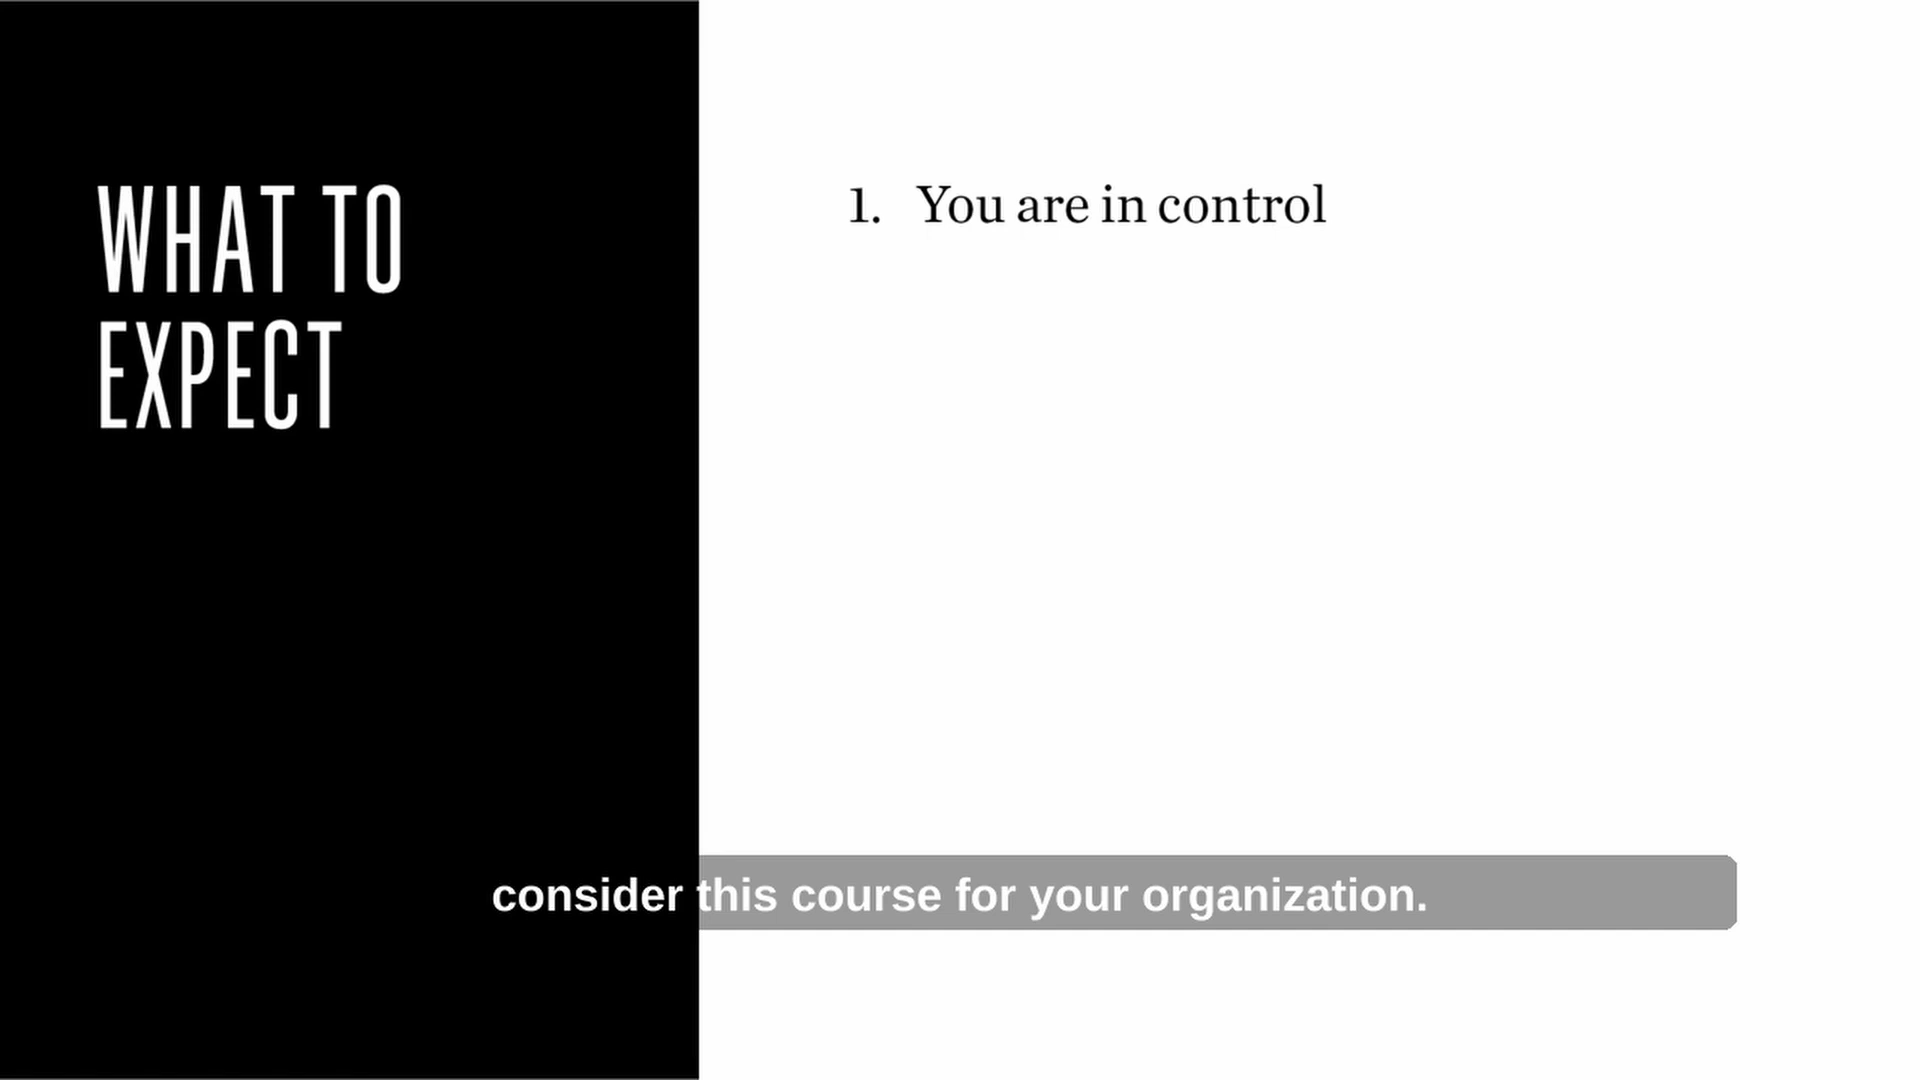 WHAT TO
EXPECT
1. You are in control
consider this course for your organization.